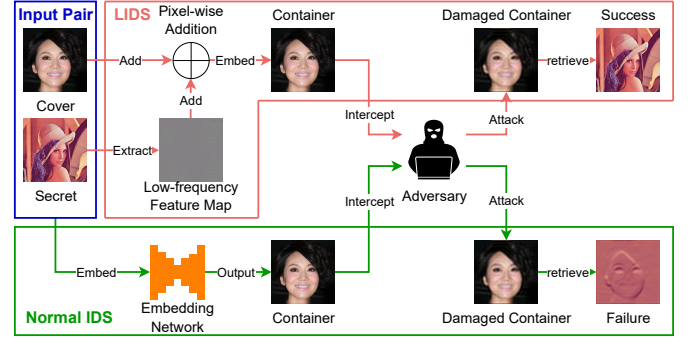 Input Pair
LIDS
Pixel-wise
Addition
Container
Damaged Container
Success
Add
Embed
retrieve
Cover
Add
Intercept
Attack
Extract
Secret
Low-frequency
Feature Map
Adversary
Intercept
Attack
Embed
Output
retrieve
Embedding
Network
Container
Damaged Container
Failure
Normal IDS